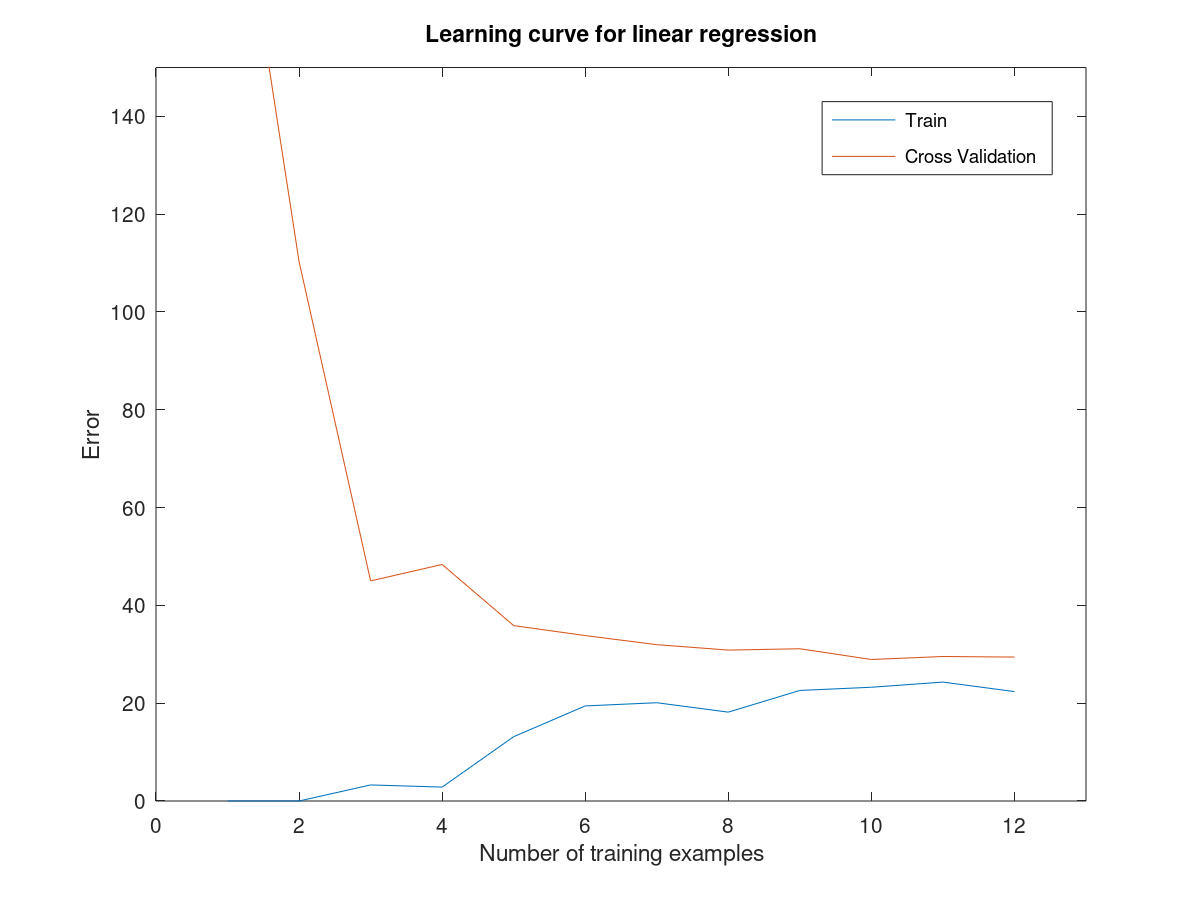 Learning curve for linear regression
Train
Cross Validation
140
120
100
80
60
40
20
0
Error
0 2 4 6 8 10 12
Number of training examples